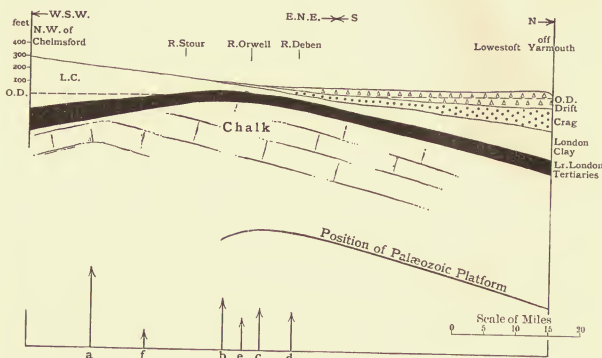 W.S.W.
E.N.E. S
N
feet
N.W. of
Chelmsford
off
Lowestoft Yarmouth
400
300
200
100
O.D.
R.Stour
R.Orwell
R.Deben
L.C.
O.D.
Drift
Crag
Chalk
London
Clay
Lr.London
Tertiaries
Position of Palæozoic Platform
Scale of Miles
0 5 10 15 20
a f b e c d 15